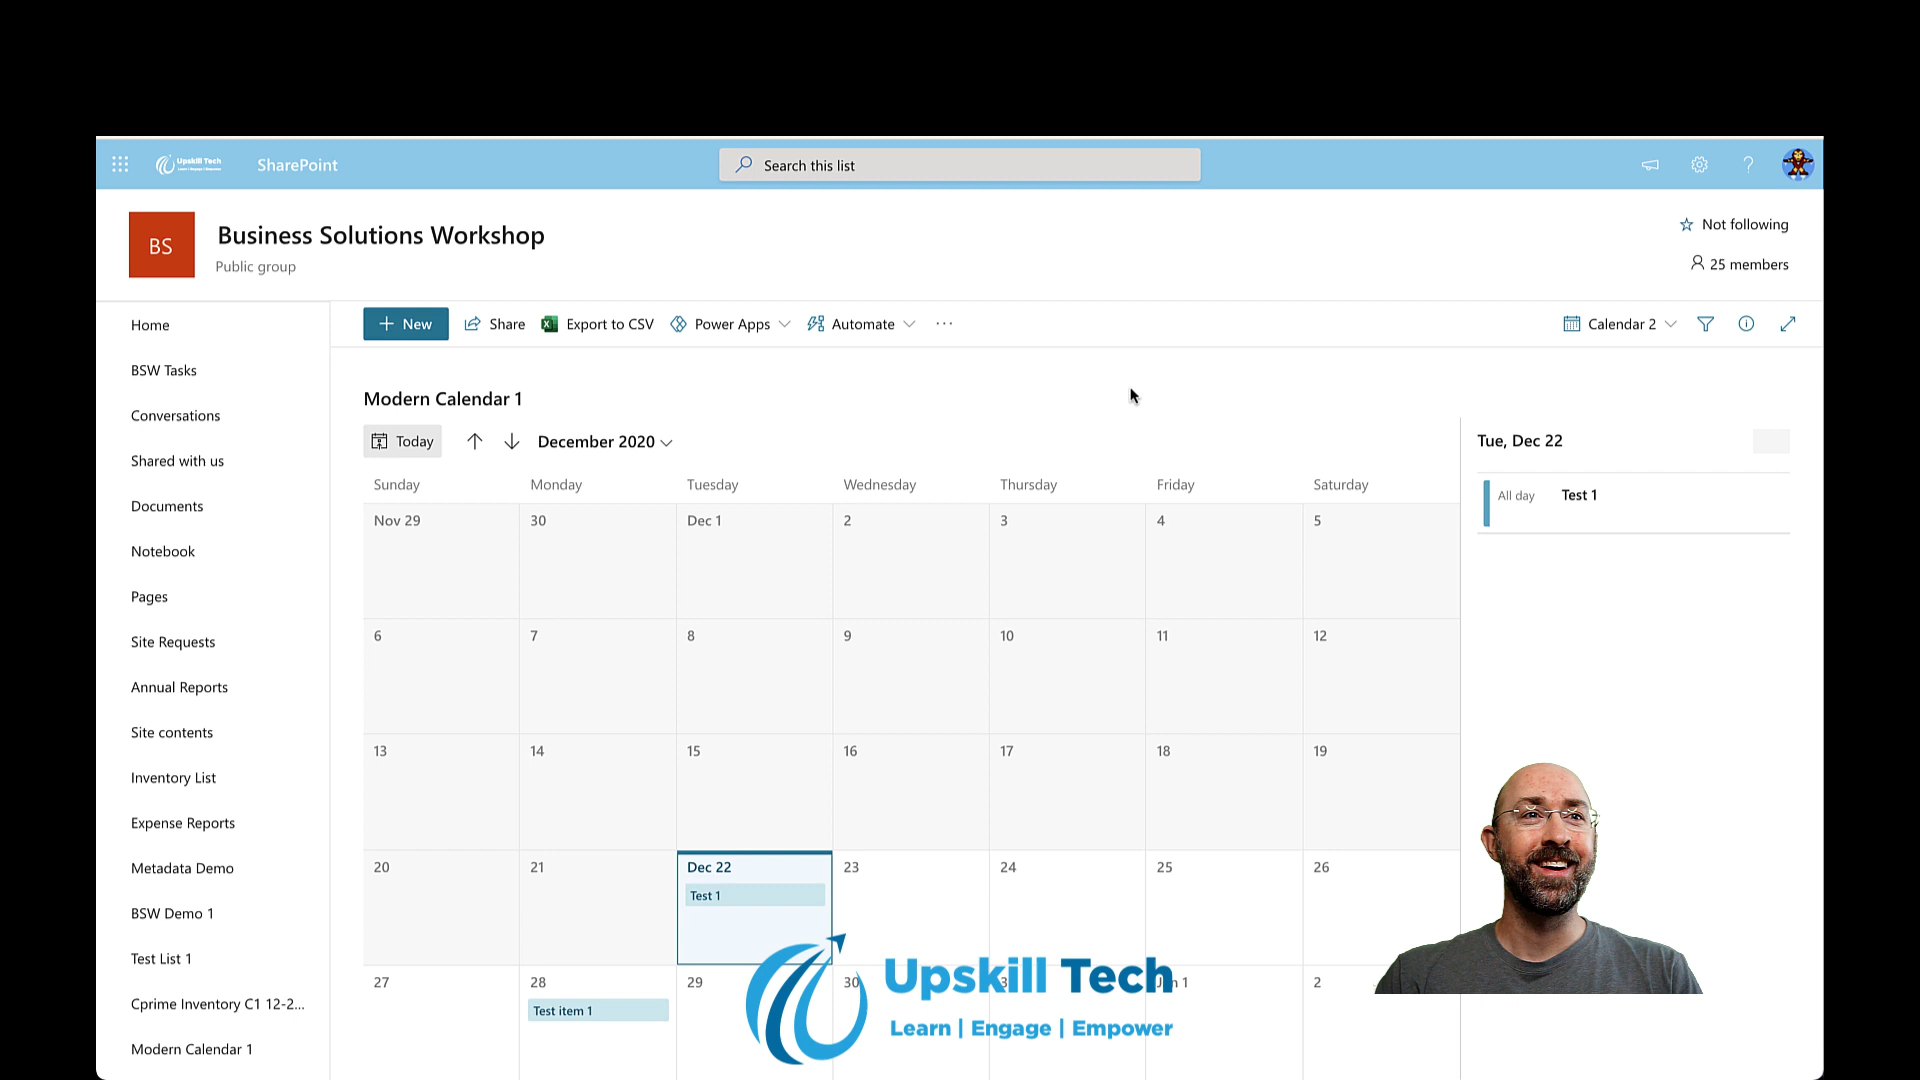 Upskill Tech
SharePoint
Search this list
BS
Business Solutions Workshop
Public group
Not following
25 members
Home
BSW Tasks
Conversations
Shared with us
Documents
Notebook
Pages
Site Requests
Annual Reports
Site contents
Inventory List
Expense Reports
Metadata Demo
BSW Demo 1
Test List 1
Cprime Inventory C1 12-2...
Modern Calendar 1
New Share Export to CSV Power Apps Automate ... Calendar 2
Modern Calendar 1
Today December 2020
Sunday Monday Tuesday Wednesday Thursday Friday Saturday
Nov 29 30 Dec 1 2 3 4 5
6 7 8 9 10 11 12
13 14 15 16 17 18 19
20 21 Dec 22 23 24 25 26
Test 1
27 28 29 30 1 2
Test item 1
Tue, Dec 22
All day Test 1
Upskill Tech
Learn | Engage | Empower